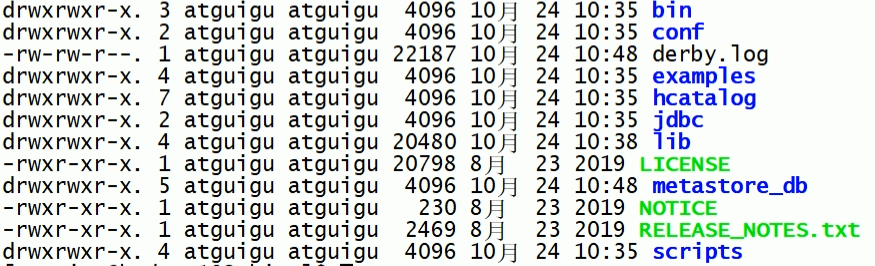 drwxrwxr-x. 3 atguigu atguigu  4096 10月 24 10:35 bin
drwxrwxr-x. 2 atguigu atguigu  4096 10月 24 10:35 conf
-rw-rw-r--. 1 atguigu atguigu 22187 10月 24 10:48 derby.log
drwxrwxr-x. 4 atguigu atguigu  4096 10月 24 10:35 examples
drwxrwxr-x. 7 atguigu atguigu  4096 10月 24 10:35 hcatalog
drwxrwxr-x. 2 atguigu atguigu  4096 10月 24 10:35 jdbc
drwxrwxr-x. 4 atguigu atguigu 20480 10月 24 10:38 lib
-rwxr-xr-x. 1 atguigu atguigu 20798 8月  23 2019 LICENSE
drwxrwxr-x. 5 atguigu atguigu  4096 10月 24 10:48 metastore_db
-rwxr-xr-x. 1 atguigu atguigu   230 8月  23 2019 NOTICE
-rwxr-xr-x. 1 atguigu atguigu  2469 8月  23 2019 RELEASE_NOTES.txt
drwxrwxr-x. 4 atguigu atguigu  4096 10月 24 10:35 scripts